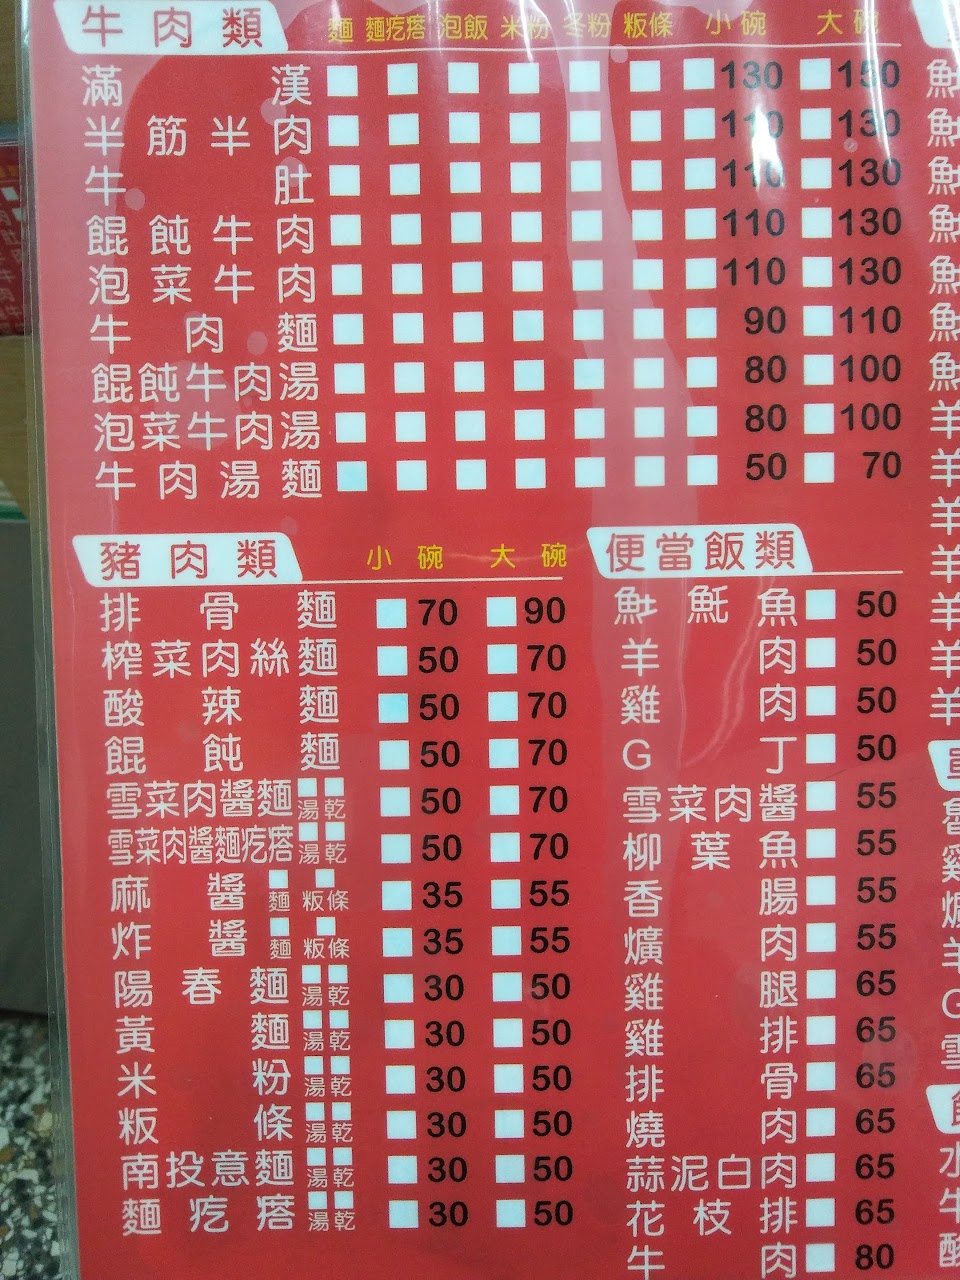 牛肉類 麵 麵疙瘩 泡飯 米粉 冬粉 粄條 小碗 大碗
滿漢 130 150
半筋半肉 110 130
牛肚 110 130
餛飩牛肉 110 130
泡菜牛肉 110 130
牛肉麵 90 110
餛飩牛肉湯 80 100
泡菜牛肉湯 80 100
牛肉湯麵 50 70
豬肉類 小碗 大碗
排骨麵 70 90
榨菜肉絲麵 50 70
酸辣麵 50 70
餛飩麵 50 70
雪菜肉醬麵 湯 乾 50 70
雪菜肉醬麵疙瘩 湯 乾 50 70
麻醬 麵 粄條 35 55
炸醬 麵 粄條 35 55
陽春麵 湯 乾 30 50
黃麵 湯 乾 30 50
米粉 湯 乾 30 50
粄條 湯 乾 30 50
南投意麵 湯 乾 30 50
麵疙瘩 湯 乾 30 50
便當飯類
魠魚 50
羊肉 50
雞肉 50
G丁 50
雪菜肉醬 55
柳葉魚 55
香腸 55
爌肉 55
雞腿 65
雞排 65
排骨 65
燒肉 65
蒜泥白肉 65
花枝排 65
牛肉 80